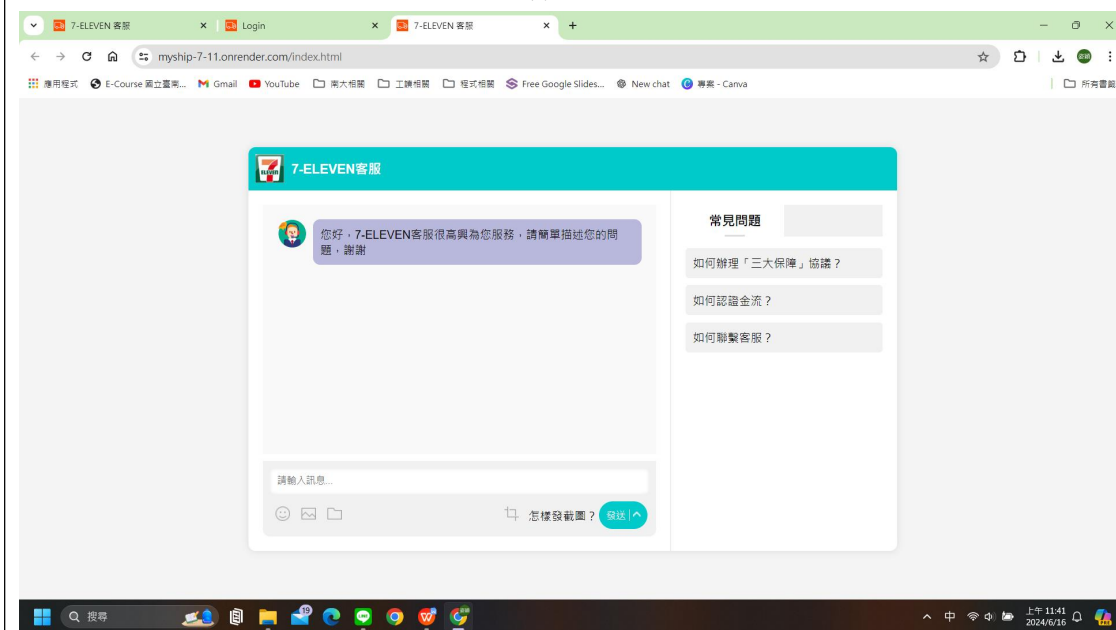 7-ELEVEN 客服
Login
7-ELEVEN 客服
myship-7-11.onrender.com/index.html
應用程式 E-Course 國立臺南... Gmail YouTube 南大相關 工讀相關 程式相關 Free Google Slides... New chat 專案 - Canva 所有書籤
7-ELEVEN客服
您好，7-ELEVEN客服很高興為您服務，請簡單描述您的問
題，謝謝
常見問題
如何辦理「三大保障」協議？
如何認證金流？
如何聯繫客服？
請輸入訊息...
怎樣發截圖？ 發送
搜尋
19
中
上午 11:41
2024/6/16